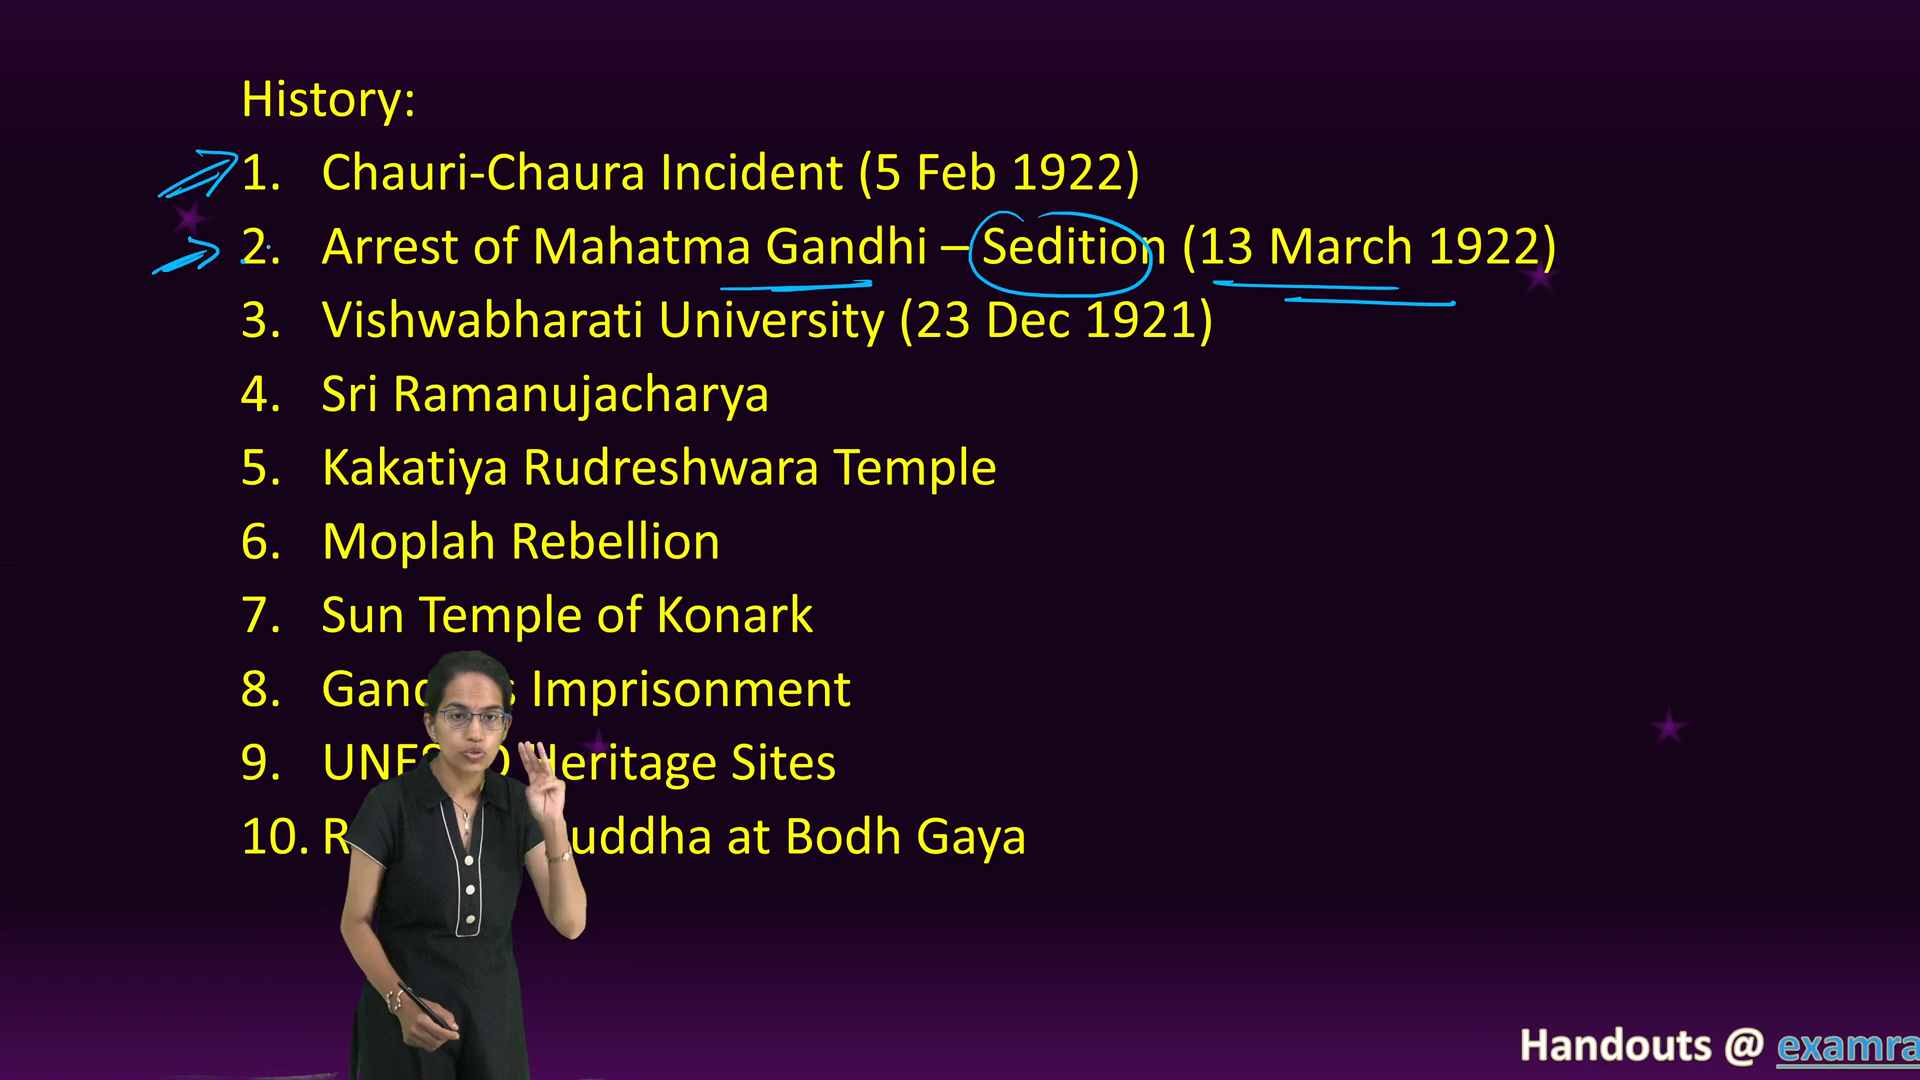 History:
1. Chauri-Chaura Incident (5 Feb 1922)
2. Arrest of Mahatma Gandhi – Sedition (13 March 1922)
3. Vishwabharati University (23 Dec 1921)
4. Sri Ramanujacharya
5. Kakatiya Rudreshwara Temple
6. Moplah Rebellion
7. Sun Temple of Konark
8. Imprisonment
9. Heritage Sites
10. at Bodh Gaya
Handouts @ examra